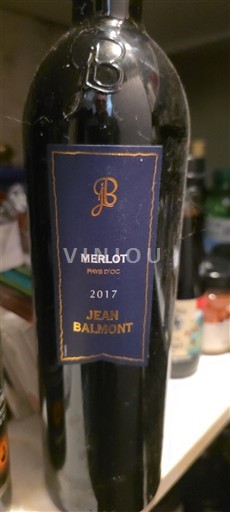 B
JB
VINIOU
MERLOT
PAYS D'OC
2017
JEAN
BALMONT